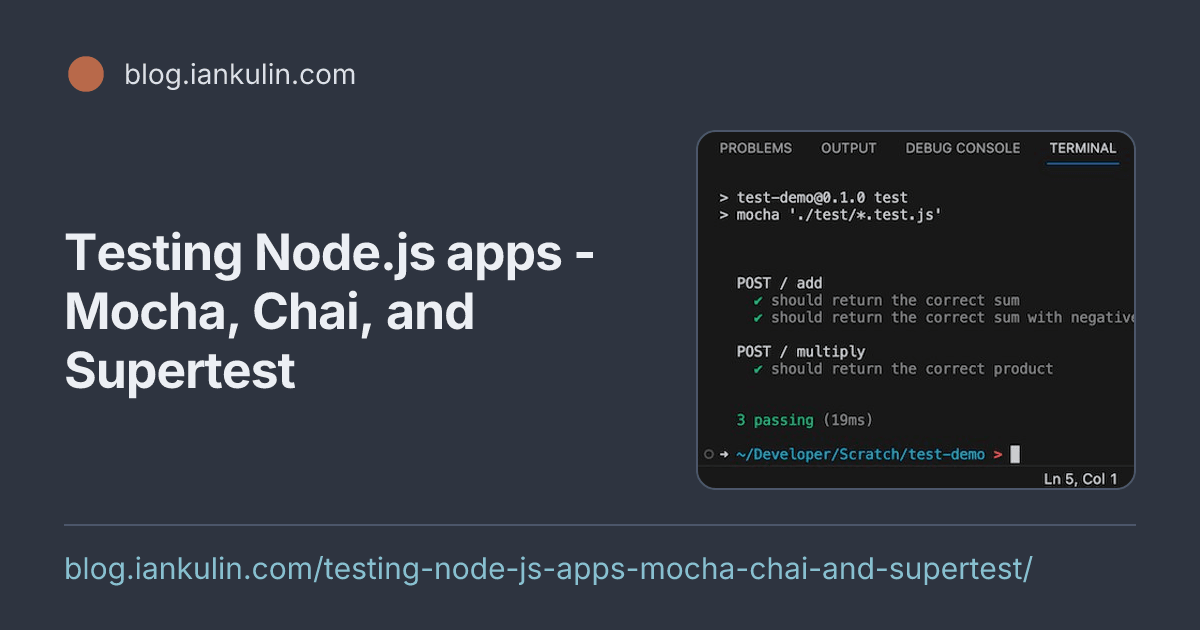 blog.iankulin.com
Testing Node.js apps -
Mocha, Chai, and
Supertest
PROBLEMS OUTPUT DEBUG CONSOLE TERMINAL
> test-demo@0.1.0 test
> mocha './test/*.test.js'
POST / add
✔ should return the correct sum
✔ should return the correct sum with negative
POST / multiply
✔ should return the correct product
3 passing (19ms)
~/Developer/Scratch/test-demo >
Ln 5, Col 1
blog.iankulin.com/testing-node-js-apps-mocha-chai-and-supertest/